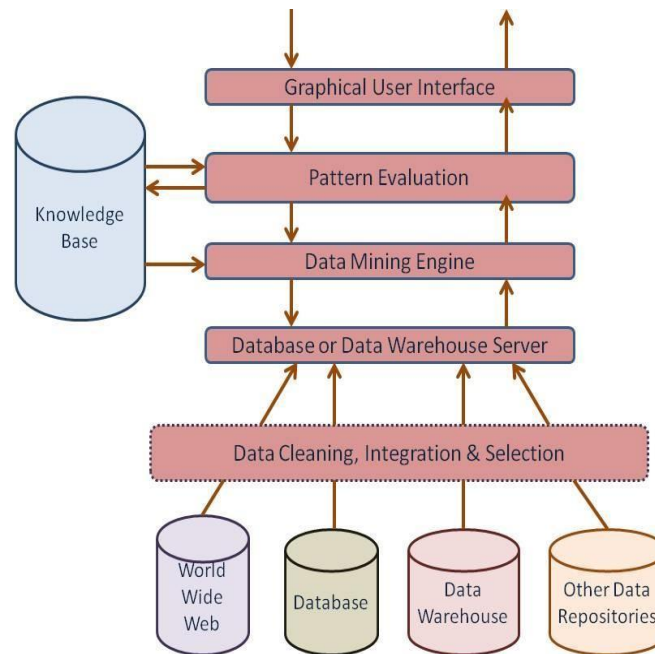 Graphical User Interface
Pattern Evaluation
Knowledge
Base
Data Mining Engine
Database or Data Warehouse Server
Data Cleaning, Integration & Selection
World
Wide
Web
Database
Data
Warehouse
Other Data
Repositories